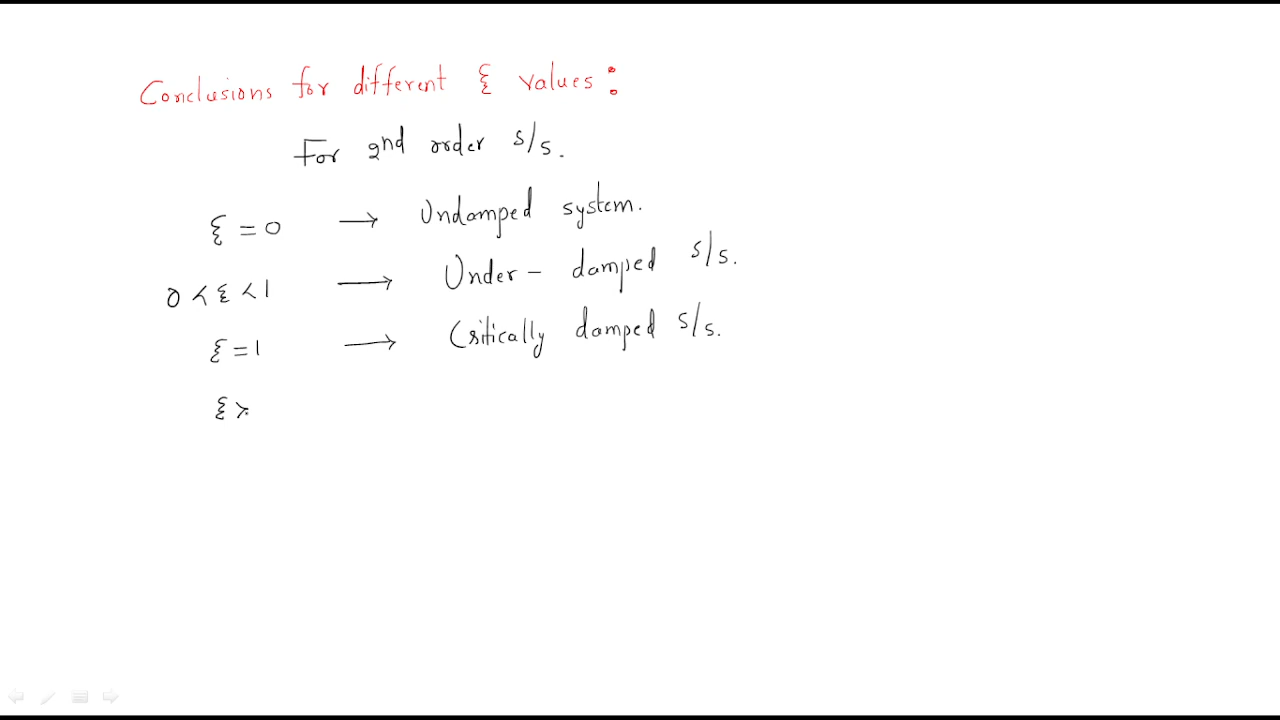 Conclusions for different ξ values :
For 2nd order s/s.
ξ = 0 → Undamped system.
0 < ξ < 1 → Under - damped s/s.
ξ = 1 → Critically damped s/s.
ξ >